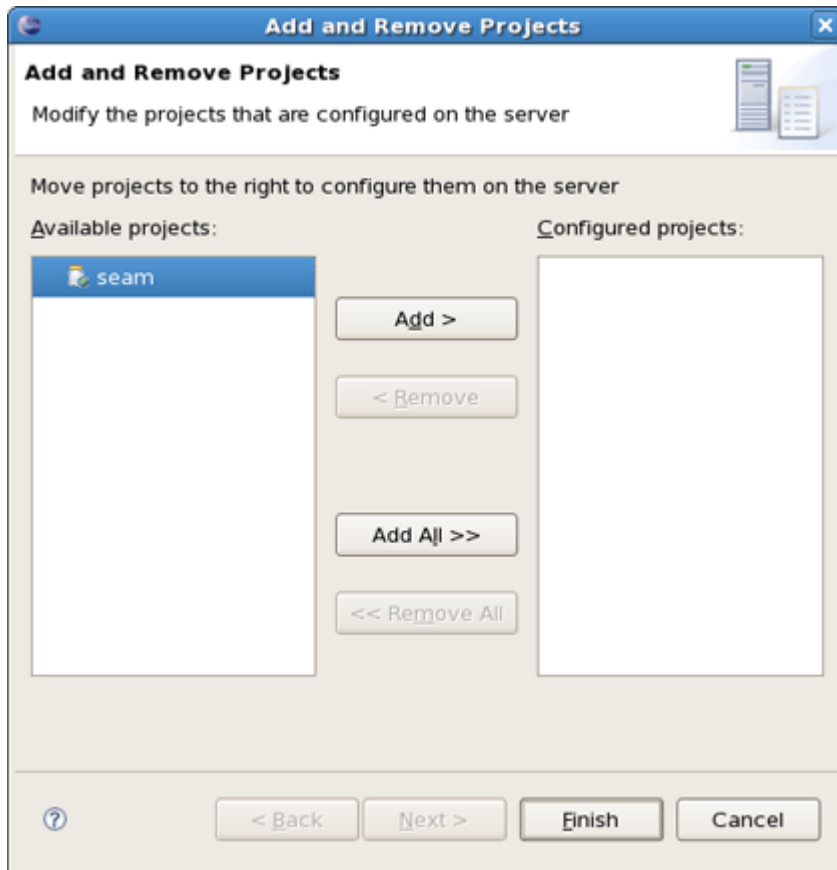 Add and Remove Projects
Add and Remove Projects
Modify the projects that are configured on the server
Move projects to the right to configure them on the server
Available projects:
Configured projects:
seam
Add >
< Remove
Add All >>
<< Remove All
< Back
Next >
Finish
Cancel